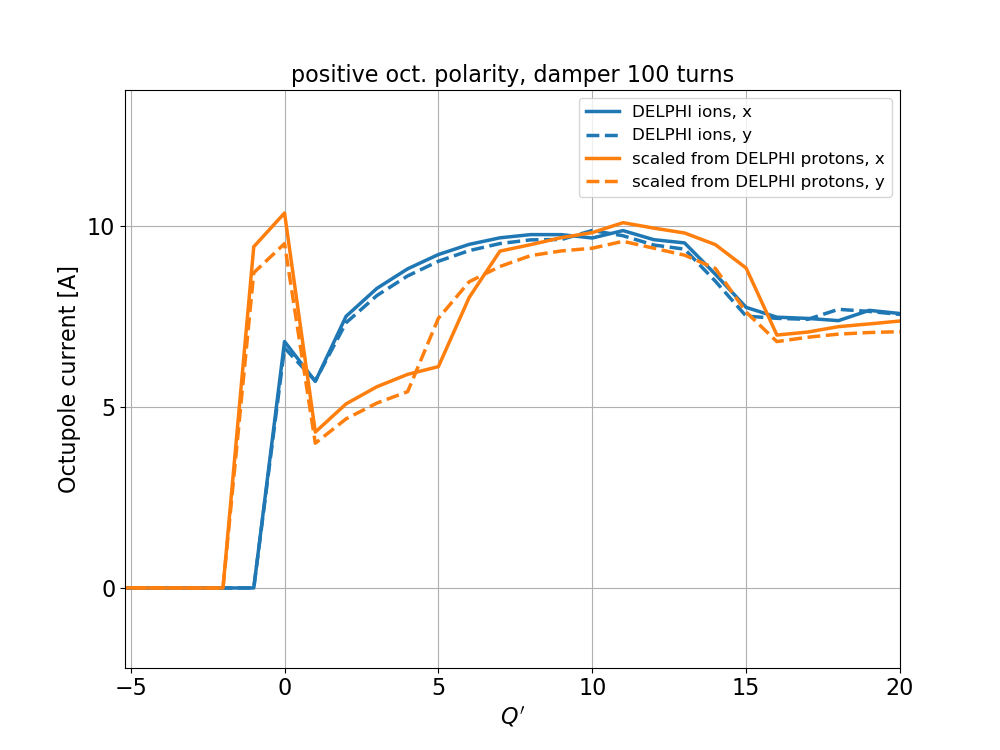 positive oct. polarity, damper 100 turns
DELPHI ions, x
DELPHI ions, y
scaled from DELPHI protons, x
scaled from DELPHI protons, y
Octupole current [A]
10
5
0
−5 0 5 10 15 20
Q′